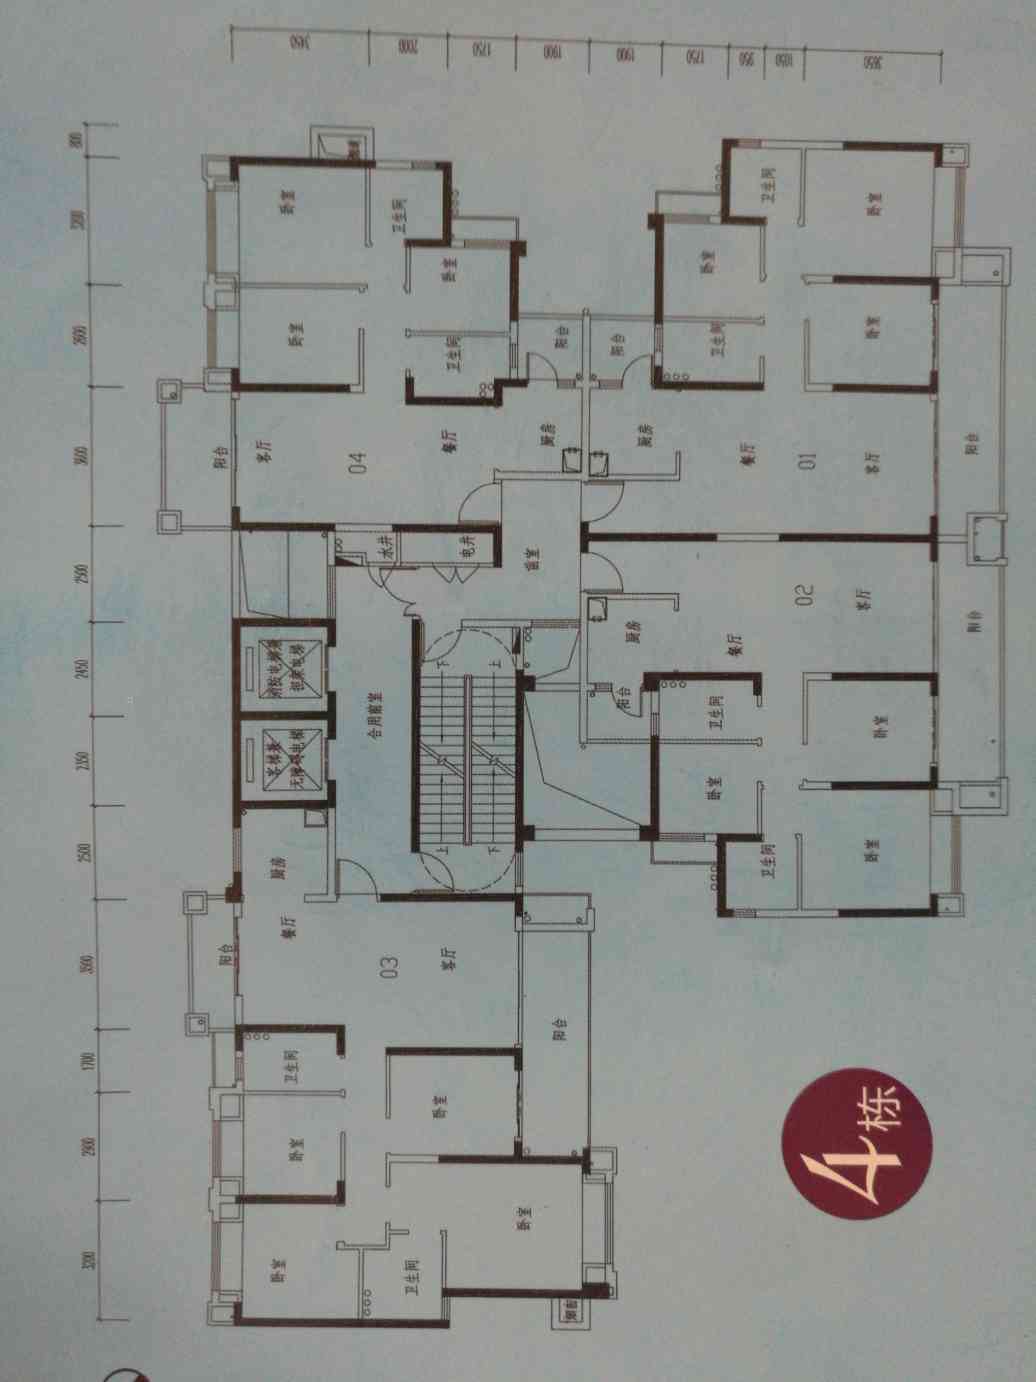 3450
2000
1750
1900
1900
1750
950
1050
3650
800
3200
2600
3600
2500
2450
2350
2500
3500
1700
2900
3200
卧室
卫生间
卧室
卧室
卫生间
阳台
阳台
客厅
04
餐厅
厨房
卫生间
卧室
卧室
卫生间
卧室
阳台
厨房
餐厅
01
客厅
阳台
水井
电井
前室
消防电梯兼
担架电梯
客梯兼
无障碍电梯
合用前室
下
上
上
下
厨房
餐厅
02
客厅
阳台
阳台
卫生间
卧室
卧室
卫生间
卧室
厨房
餐厅
阳台
03
客厅
阳台
卫生间
卧室
卧室
卧室
卫生间
卧室
4栋